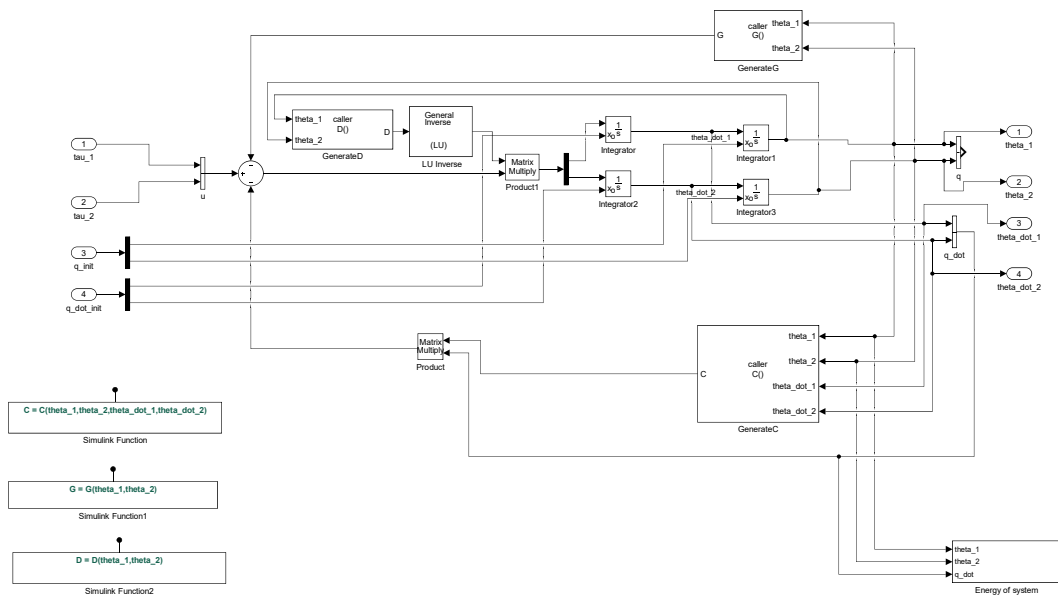 theta_1
caller
G()
G
theta_2
GenerateG
theta_1
caller
D()
D
theta_2
GenerateD
General
Inverse
(LU)
LU Inverse
Matrix
Multiply
Product1
1
s
x₀
Integrator
theta_dot_1
1
s
x₀
Integrator1
1
s
x₀
Integrator2
theta_dot_2
1
s
x₀
Integrator3
1
tau_1
2
tau_2
u
+
-
-
3
q_init
4
q_dot_init
q
1
theta_1
2
theta_2
3
theta_dot_1
q_dot
4
theta_dot_2
Matrix
Multiply
Product
theta_1
caller
C()
theta_2
C
theta_dot_1
theta_dot_2
GenerateC
C = C(theta_1,theta_2,theta_dot_1,theta_dot_2)
Simulink Function
G = G(theta_1,theta_2)
Simulink Function1
D = D(theta_1,theta_2)
Simulink Function2
theta_1
theta_2
q_dot
Energy of system